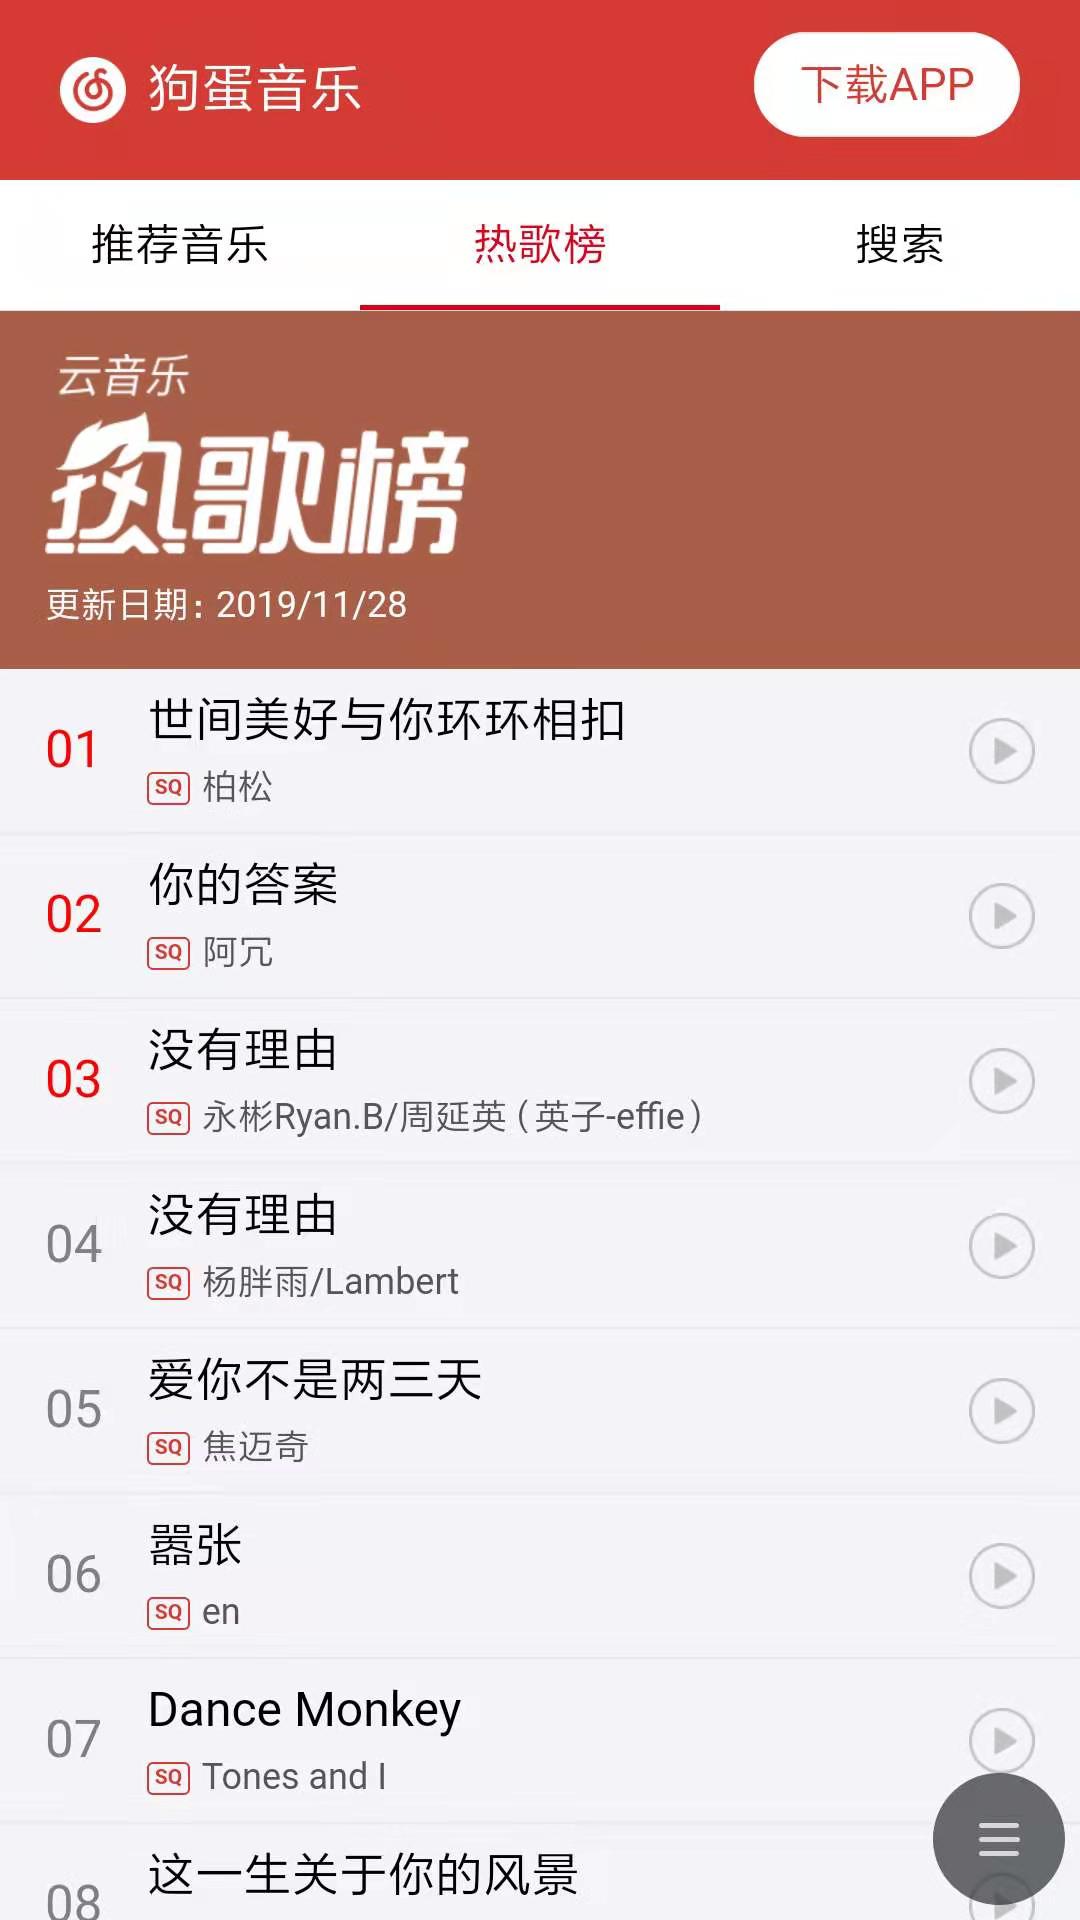 狗蛋音乐
下载APP
推荐音乐
热歌榜
搜索
云音乐
热歌榜
更新日期: 2019/11/28
01
世间美好与你环环相扣
SQ 柏松
02
你的答案
SQ 阿冗
03
没有理由
SQ 永彬Ryan.B/周延英（英子-effie）
04
没有理由
SQ 杨胖雨/Lambert
05
爱你不是两三天
SQ 焦迈奇
06
嚣张
SQ en
07
Dance Monkey
SQ Tones and I
08
这一生关于你的风景